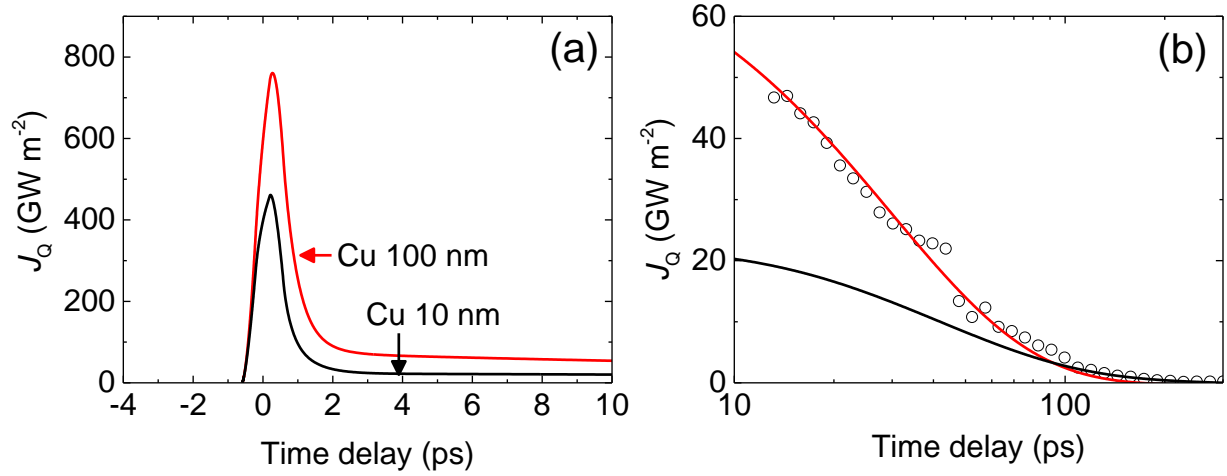 (a)
J_Q (GW m^-2)
800
600
400
200
0
Cu 100 nm
Cu 10 nm
-4 -2 0 2 4 6 8 10
Time delay (ps)
(b)
J_Q (GW m^-2)
60
40
20
0
10 100
Time delay (ps)